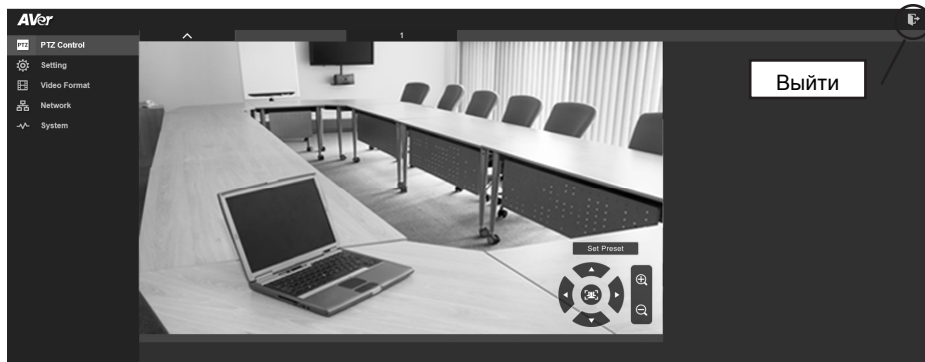 AVer
PTZ PTZ Control
Setting
Video Format
Network
System
1
Выйти
Set Preset